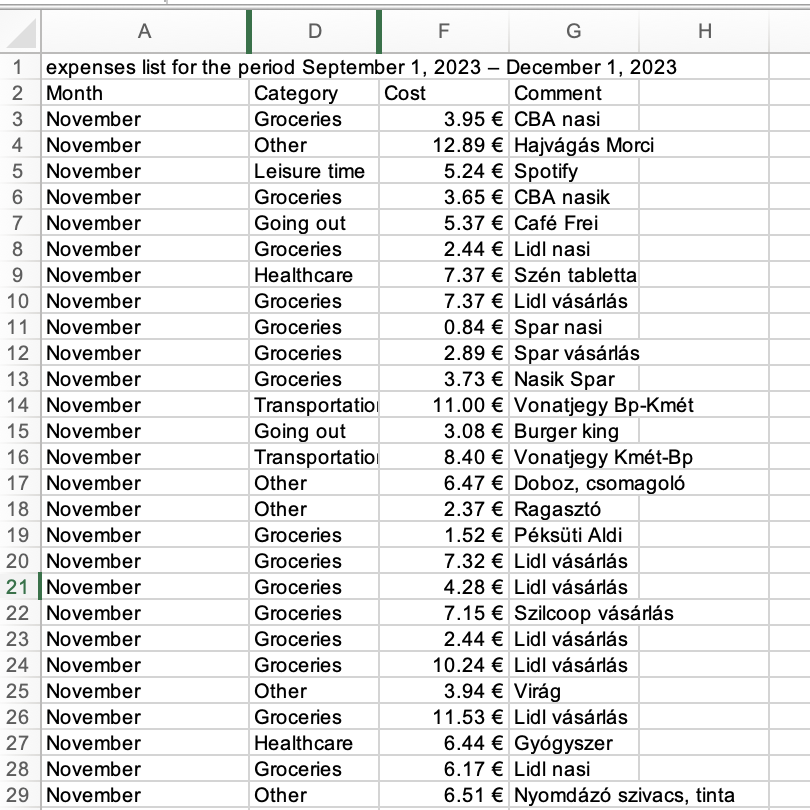 A D F G H
1 expenses list for the period September 1, 2023 – December 1, 2023
2 Month Category Cost Comment
3 November Groceries 3.95 € CBA nasi
4 November Other 12.89 € Hajvágás Morci
5 November Leisure time 5.24 € Spotify
6 November Groceries 3.65 € CBA nasik
7 November Going out 5.37 € Café Frei
8 November Groceries 2.44 € Lidl nasi
9 November Healthcare 7.37 € Szén tabletta
10 November Groceries 7.37 € Lidl vásárlás
11 November Groceries 0.84 € Spar nasi
12 November Groceries 2.89 € Spar vásárlás
13 November Groceries 3.73 € Nasik Spar
14 November Transportation 11.00 € Vonatjegy Bp-Kmét
15 November Going out 3.08 € Burger king
16 November Transportation 8.40 € Vonatjegy Kmét-Bp
17 November Other 6.47 € Doboz, csomagoló
18 November Other 2.37 € Ragasztó
19 November Groceries 1.52 € Péksüti Aldi
20 November Groceries 7.32 € Lidl vásárlás
21 November Groceries 4.28 € Lidl vásárlás
22 November Groceries 7.15 € Szilcoop vásárlás
23 November Groceries 2.44 € Lidl vásárlás
24 November Groceries 10.24 € Lidl vásárlás
25 November Other 3.94 € Virág
26 November Groceries 11.53 € Lidl vásárlás
27 November Healthcare 6.44 € Gyógyszer
28 November Groceries 6.17 € Lidl nasi
29 November Other 6.51 € Nyomdázó szivacs, tinta